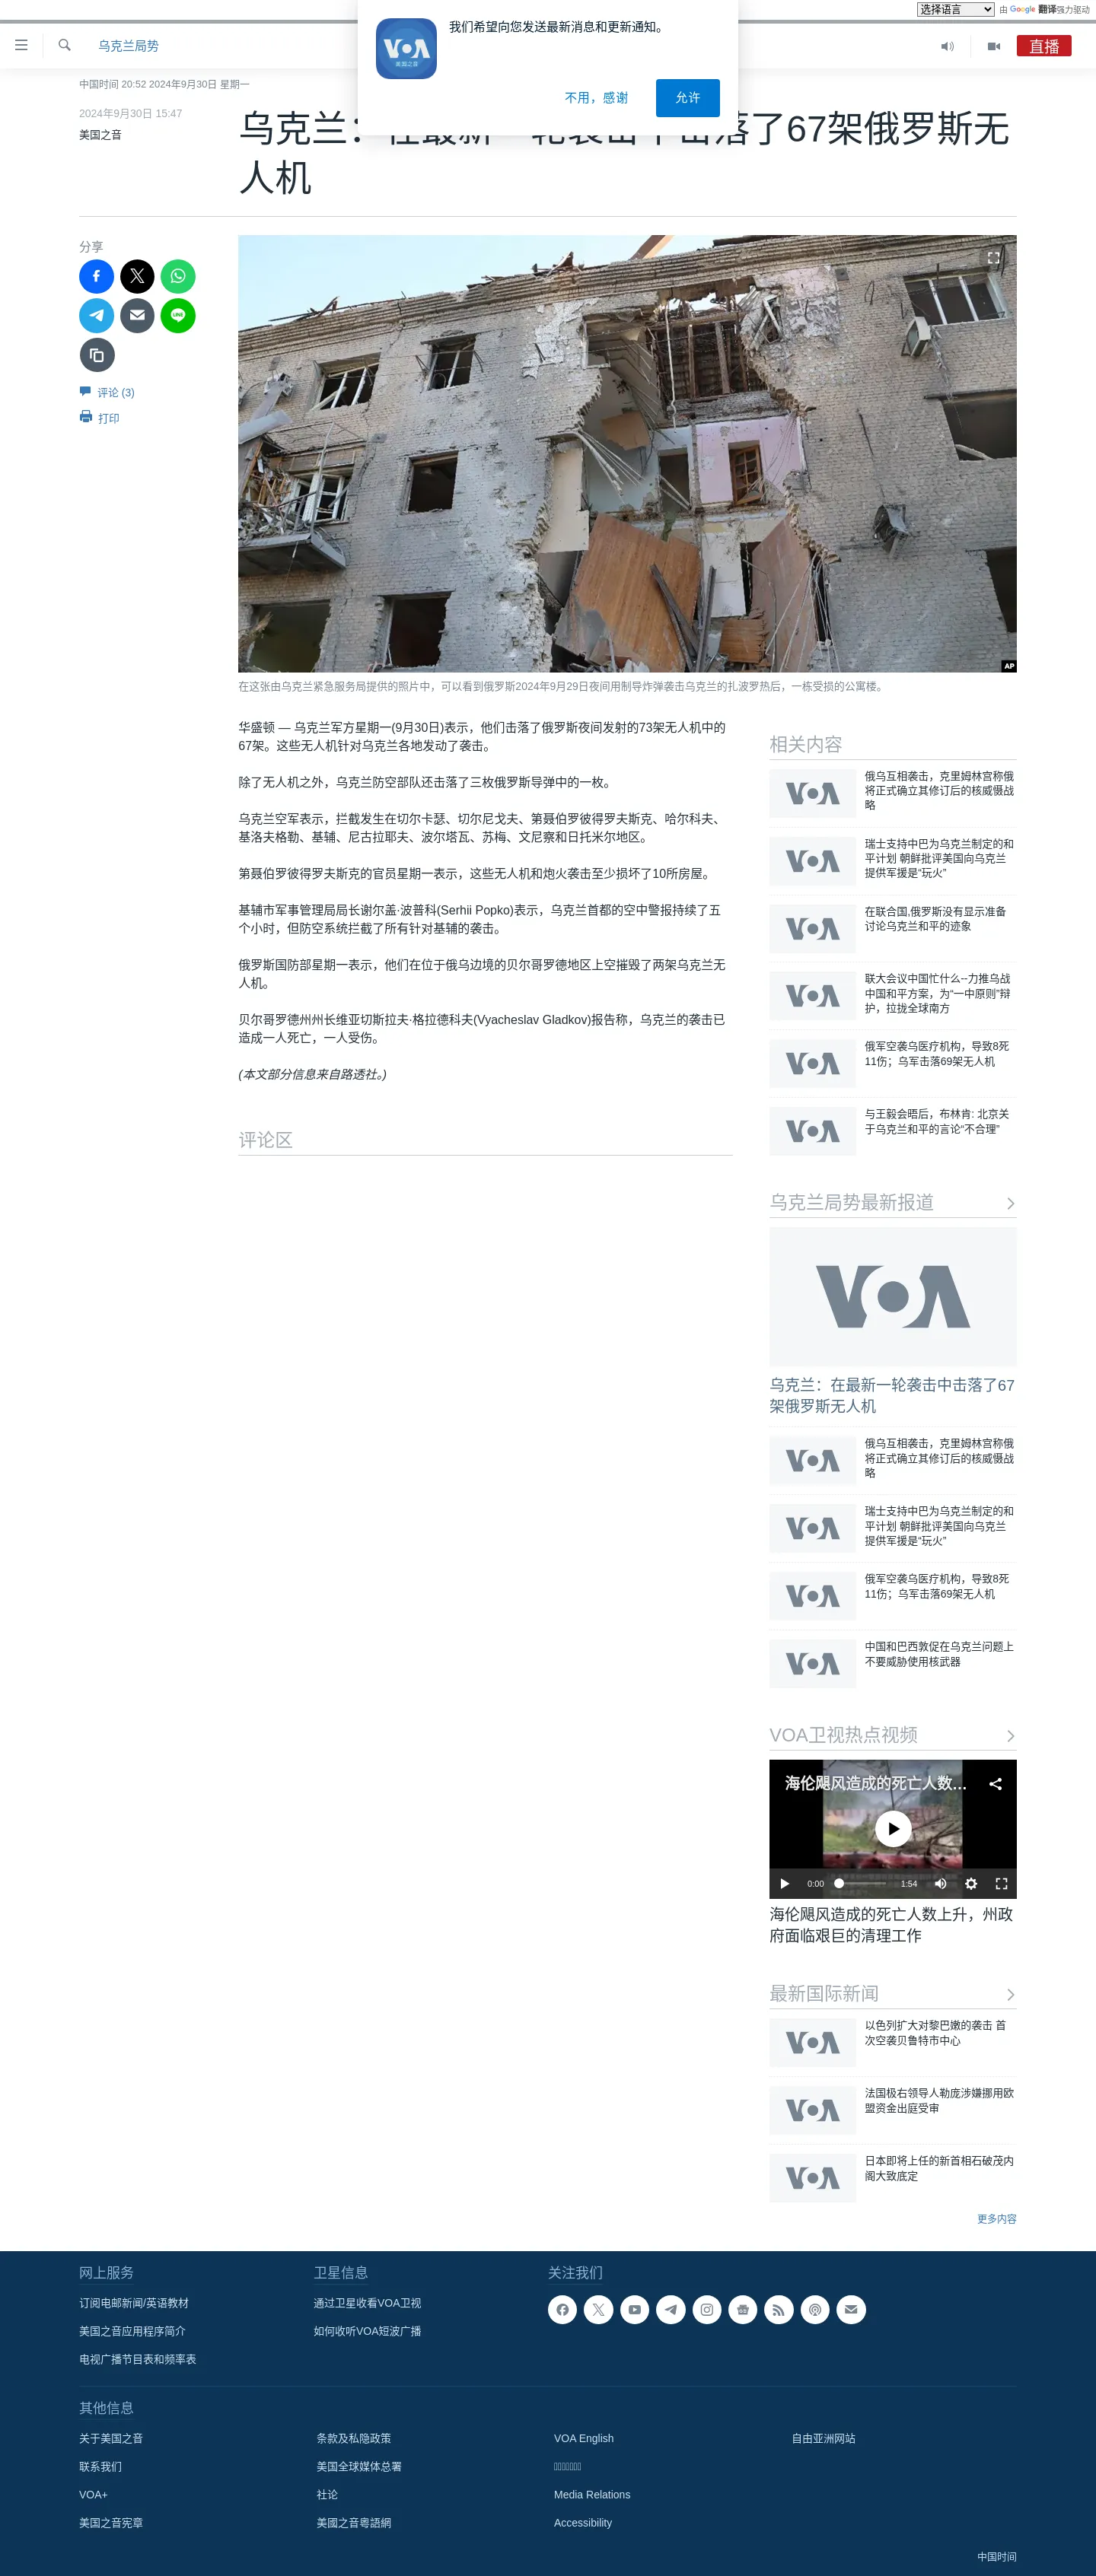 选择语言
由 Google 翻译强力驱动
乌克兰局势
VOA
美国之音
我们希望向您发送最新消息和更新通知。
不用，感谢
允许
直播
中国时间 20:52 2024年9月30日 星期一
2024年9月30日 15:47
美国之音
击落了67架俄罗斯无
人机
分享
评论 (3)
打印
AP
在这张由乌克兰紧急服务局提供的照片中，可以看到俄罗斯2024年9月29日夜间用制导炸弹袭击乌克兰的扎波罗热后，一栋受损的公寓楼。
华盛顿 — 乌克兰军方星期一(9月30日)表示，他们击落了俄罗斯夜间发射的73架无人机中的
67架。这些无人机针对乌克兰各地发动了袭击。
除了无人机之外，乌克兰防空部队还击落了三枚俄罗斯导弹中的一枚。
乌克兰空军表示，拦截发生在切尔卡瑟、切尔尼戈夫、第聂伯罗彼得罗夫斯克、哈尔科夫、
基洛夫格勒、基辅、尼古拉耶夫、波尔塔瓦、苏梅、文尼察和日托米尔地区。
第聂伯罗彼得罗夫斯克的官员星期一表示，这些无人机和炮火袭击至少损坏了10所房屋。
基辅市军事管理局局长谢尔盖·波普科(Serhii Popko)表示，乌克兰首都的空中警报持续了五
个小时，但防空系统拦截了所有针对基辅的袭击。
俄罗斯国防部星期一表示，他们在位于俄乌边境的贝尔哥罗德地区上空摧毁了两架乌克兰无
人机。
贝尔哥罗德州州长维亚切斯拉夫·格拉德科夫(Vyacheslav Gladkov)报告称，乌克兰的袭击已
造成一人死亡，一人受伤。
(本文部分信息来自路透社。)
评论区
相关内容
VOA
俄乌互相袭击，克里姆林宫称俄
将正式确立其修订后的核威慑战
略
VOA
瑞士支持中巴为乌克兰制定的和
平计划 朝鲜批评美国向乌克兰
提供军援是“玩火”
VOA
在联合国,俄罗斯没有显示准备
讨论乌克兰和平的迹象
VOA
联大会议中国忙什么--力推乌战
中国和平方案，为“一中原则”辩
护，拉拢全球南方
VOA
俄军空袭乌医疗机构，导致8死
11伤；乌军击落69架无人机
VOA
与王毅会晤后，布林肯: 北京关
于乌克兰和平的言论“不合理”
乌克兰局势最新报道
VOA
乌克兰：在最新一轮袭击中击落了67
架俄罗斯无人机
VOA
俄乌互相袭击，克里姆林宫称俄
将正式确立其修订后的核威慑战
略
VOA
瑞士支持中巴为乌克兰制定的和
平计划 朝鲜批评美国向乌克兰
提供军援是“玩火”
VOA
俄军空袭乌医疗机构，导致8死
11伤；乌军击落69架无人机
VOA
中国和巴西敦促在乌克兰问题上
不要威胁使用核武器
VOA卫视热点视频
海伦飓风造成的死亡人数…
0:00
1:54
海伦飓风造成的死亡人数上升，州政
府面临艰巨的清理工作
最新国际新闻
VOA
以色列扩大对黎巴嫩的袭击 首
次空袭贝鲁特市中心
VOA
法国极右领导人勒庞涉嫌挪用欧
盟资金出庭受审
VOA
日本即将上任的新首相石破茂内
阁大致底定
更多内容
网上服务
订阅电邮新闻/英语教材
美国之音应用程序简介
电视广播节目表和频率表
卫星信息
通过卫星收看VOA卫视
如何收听VOA短波广播
关注我们
其他信息
关于美国之音
条款及私隐政策
VOA English
自由亚洲网站
联系我们
美国全球媒体总署
VOA+
社论
Media Relations
美国之音宪章
美國之音粵語網
Accessibility
中国时间